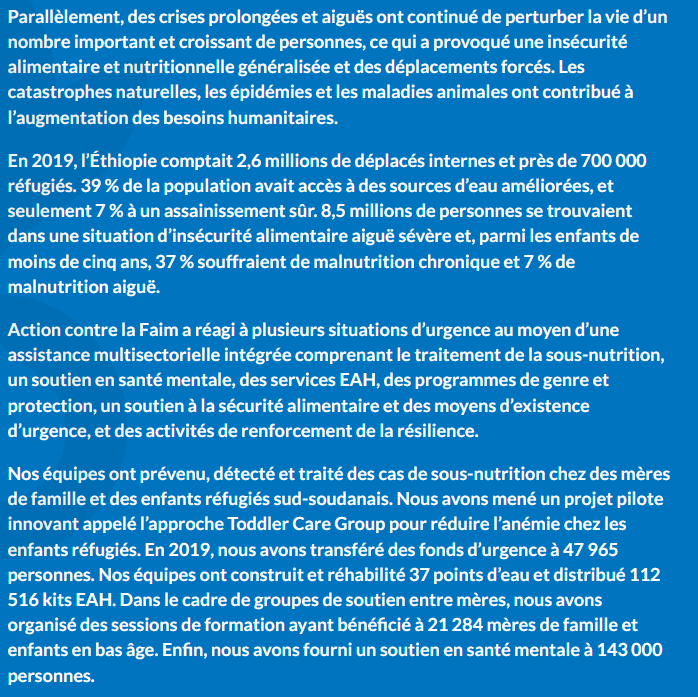 Parallèlement, des crises prolongées et aiguës ont continué de perturber la vie d’un
nombre important et croissant de personnes, ce qui a provoqué une insécurité
alimentaire et nutritionnelle généralisée et des déplacements forcés. Les
catastrophes naturelles, les épidémies et les maladies animales ont contribué à
l’augmentation des besoins humanitaires.
En 2019, l’Éthiopie comptait 2,6 millions de déplacés internes et près de 700 000
réfugiés. 39 % de la population avait accès à des sources d’eau améliorées, et
seulement 7 % à un assainissement sûr. 8,5 millions de personnes se trouvaient
dans une situation d’insécurité alimentaire aiguë sévère et, parmi les enfants de
moins de cinq ans, 37 % souffraient de malnutrition chronique et 7 % de
malnutrition aiguë.
Action contre la Faim a réagi à plusieurs situations d’urgence au moyen d’une
assistance multisectorielle intégrée comprenant le traitement de la sous-nutrition,
un soutien en santé mentale, des services EAH, des programmes de genre et
protection, un soutien à la sécurité alimentaire et des moyens d’existence
d’urgence, et des activités de renforcement de la résilience.
Nos équipes ont prévenu, détecté et traité des cas de sous-nutrition chez des mères
de famille et des enfants réfugiés sud-soudanais. Nous avons mené un projet pilote
innovant appelé l’approche Toddler Care Group pour réduire l’anémie chez les
enfants réfugiés. En 2019, nous avons transféré des fonds d’urgence à 47 965
personnes. Nos équipes ont construit et réhabilité 37 points d’eau et distribué 112
516 kits EAH. Dans le cadre de groupes de soutien entre mères, nous avons
organisé des sessions de formation ayant bénéficié à 21 284 mères de famille et
enfants en bas âge. Enfin, nous avons fourni un soutien en santé mentale à 143 000
personnes.